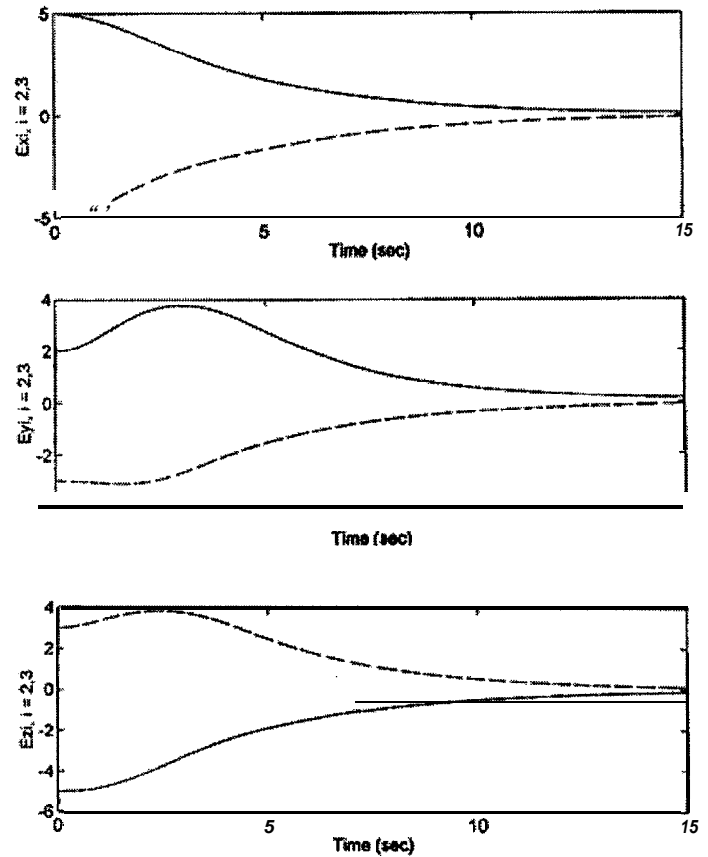 5
0
-5
Exi, i = 2,3
0 5 10 15
Time (sec)
4
2
0
-2
Eyi, i = 2,3
Time (sec)
4
2
0
-2
-4
-6
Ezi, i = 2,3
0 5 10 15
Time (sec)